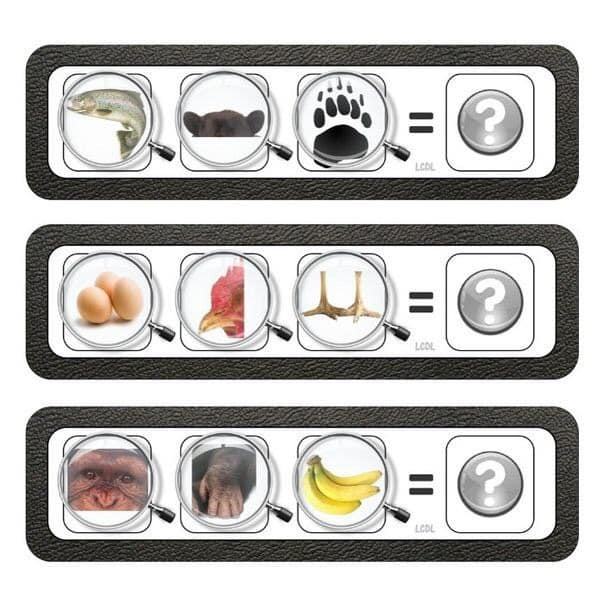 = ?
LCDL
= ?
LCDL
= ?
LCDL